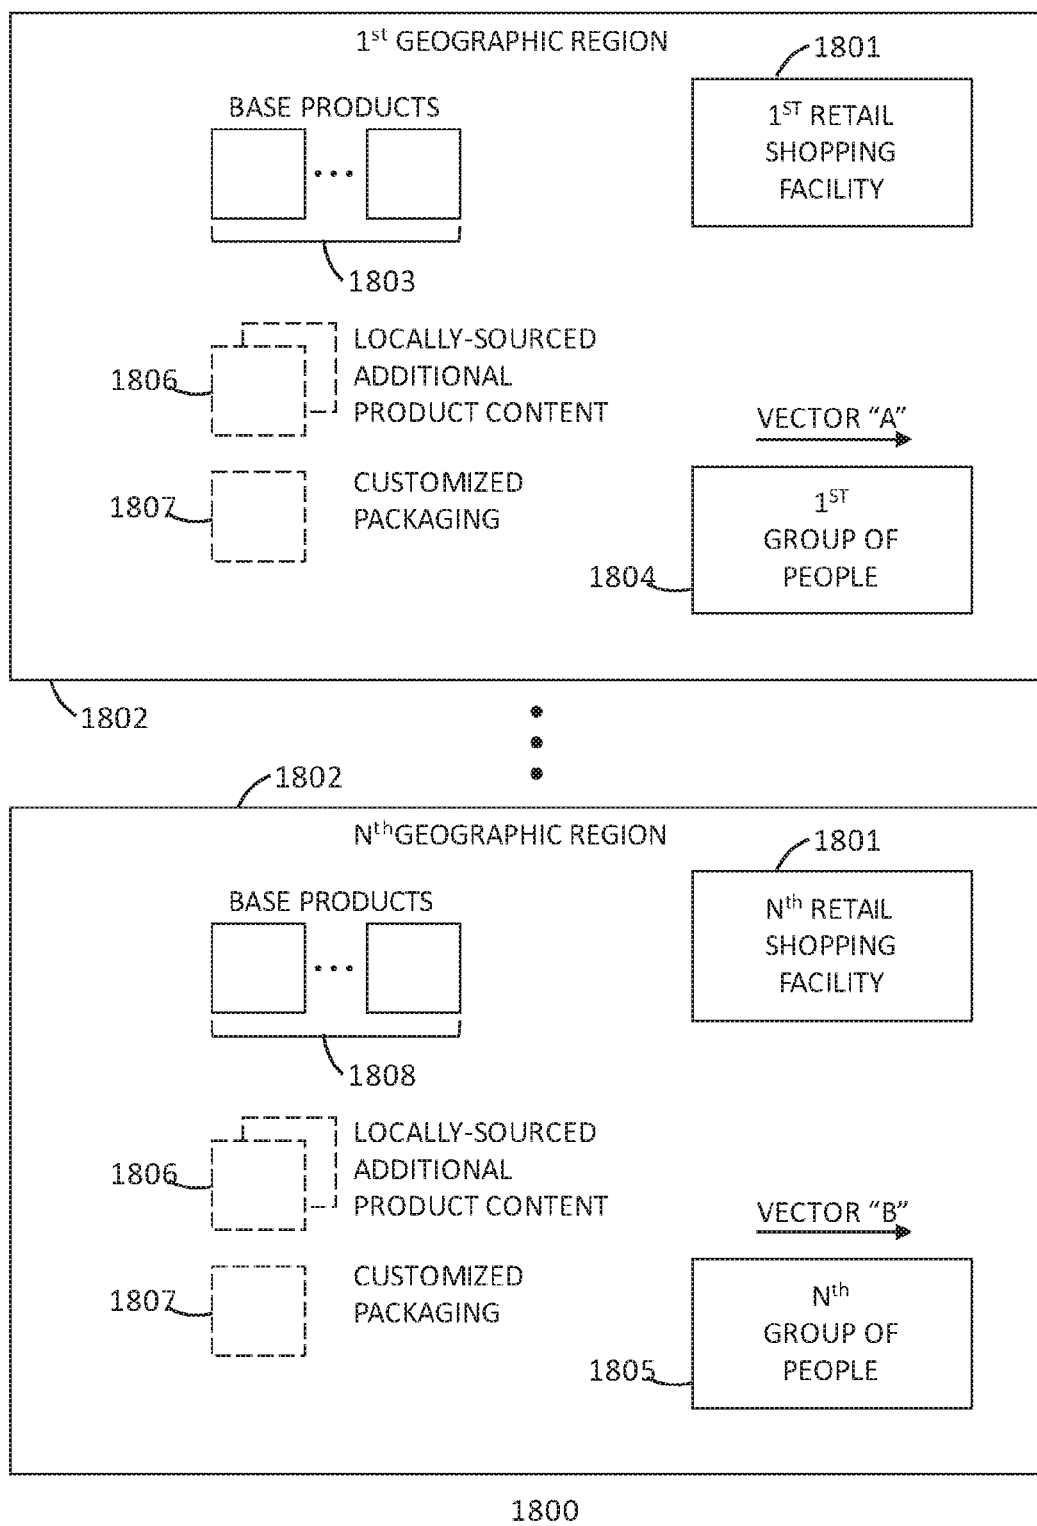 1st GEOGRAPHIC REGION
1801
BASE PRODUCTS
1ST RETAIL
SHOPPING
FACILITY
1803
LOCALLY-SOURCED
ADDITIONAL
PRODUCT CONTENT
1806
VECTOR “A”
CUSTOMIZED
PACKAGING
1807
1ST
GROUP OF
PEOPLE
1804
1802
1802
Nth GEOGRAPHIC REGION
1801
BASE PRODUCTS
Nth RETAIL
SHOPPING
FACILITY
1808
LOCALLY-SOURCED
ADDITIONAL
PRODUCT CONTENT
1806
VECTOR “B”
CUSTOMIZED
PACKAGING
1807
Nth
GROUP OF
PEOPLE
1805
1800